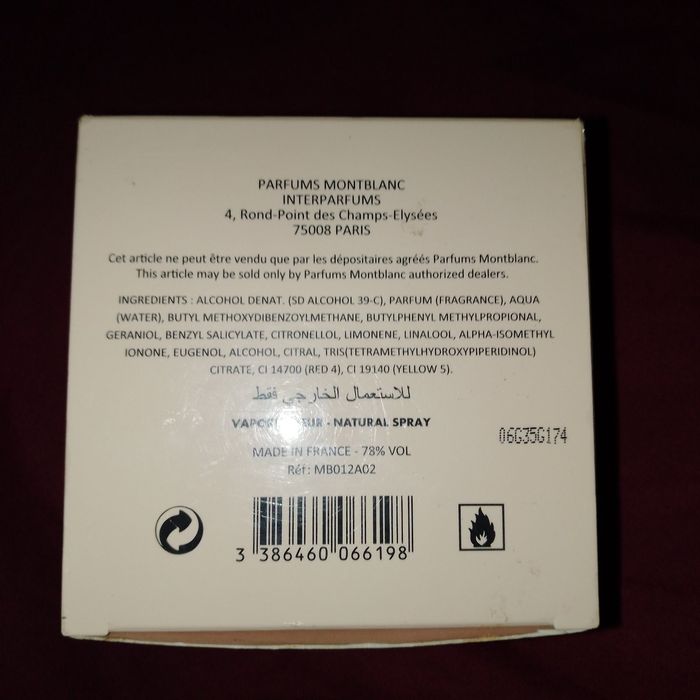 PARFUMS MONTBLANC
INTERPARFUMS
4, Rond-Point des Champs-Elysées
75008 PARIS
Cet article ne peut être vendu que par les dépositaires agréés Parfums Montblanc.
This article may be sold only by Parfums Montblanc authorized dealers.
INGREDIENTS : ALCOHOL DENAT. (SD ALCOHOL 39-C), PARFUM (FRAGRANCE), AQUA
(WATER), BUTYL METHOXYDIBENZOYLMETHANE, BUTYLPHENYL METHYLPROPIONAL,
GERANIOL, BENZYL SALICYLATE, CITRONELLOL, LIMONENE, LINALOOL, ALPHA-ISOMETHYL
IONONE, EUGENOL, ALCOHOL, CITRAL, TRIS(TETRAMETHYLHYDROXYPIPERIDINOL)
CITRATE, CI 14700 (RED 4), CI 19140 (YELLOW 5).
للاستعمال الخارجي فقط
- NATURAL SPRAY
06G35G174
MADE IN FRANCE - 78% VOL
Réf : MB012A02
3 386460 066198